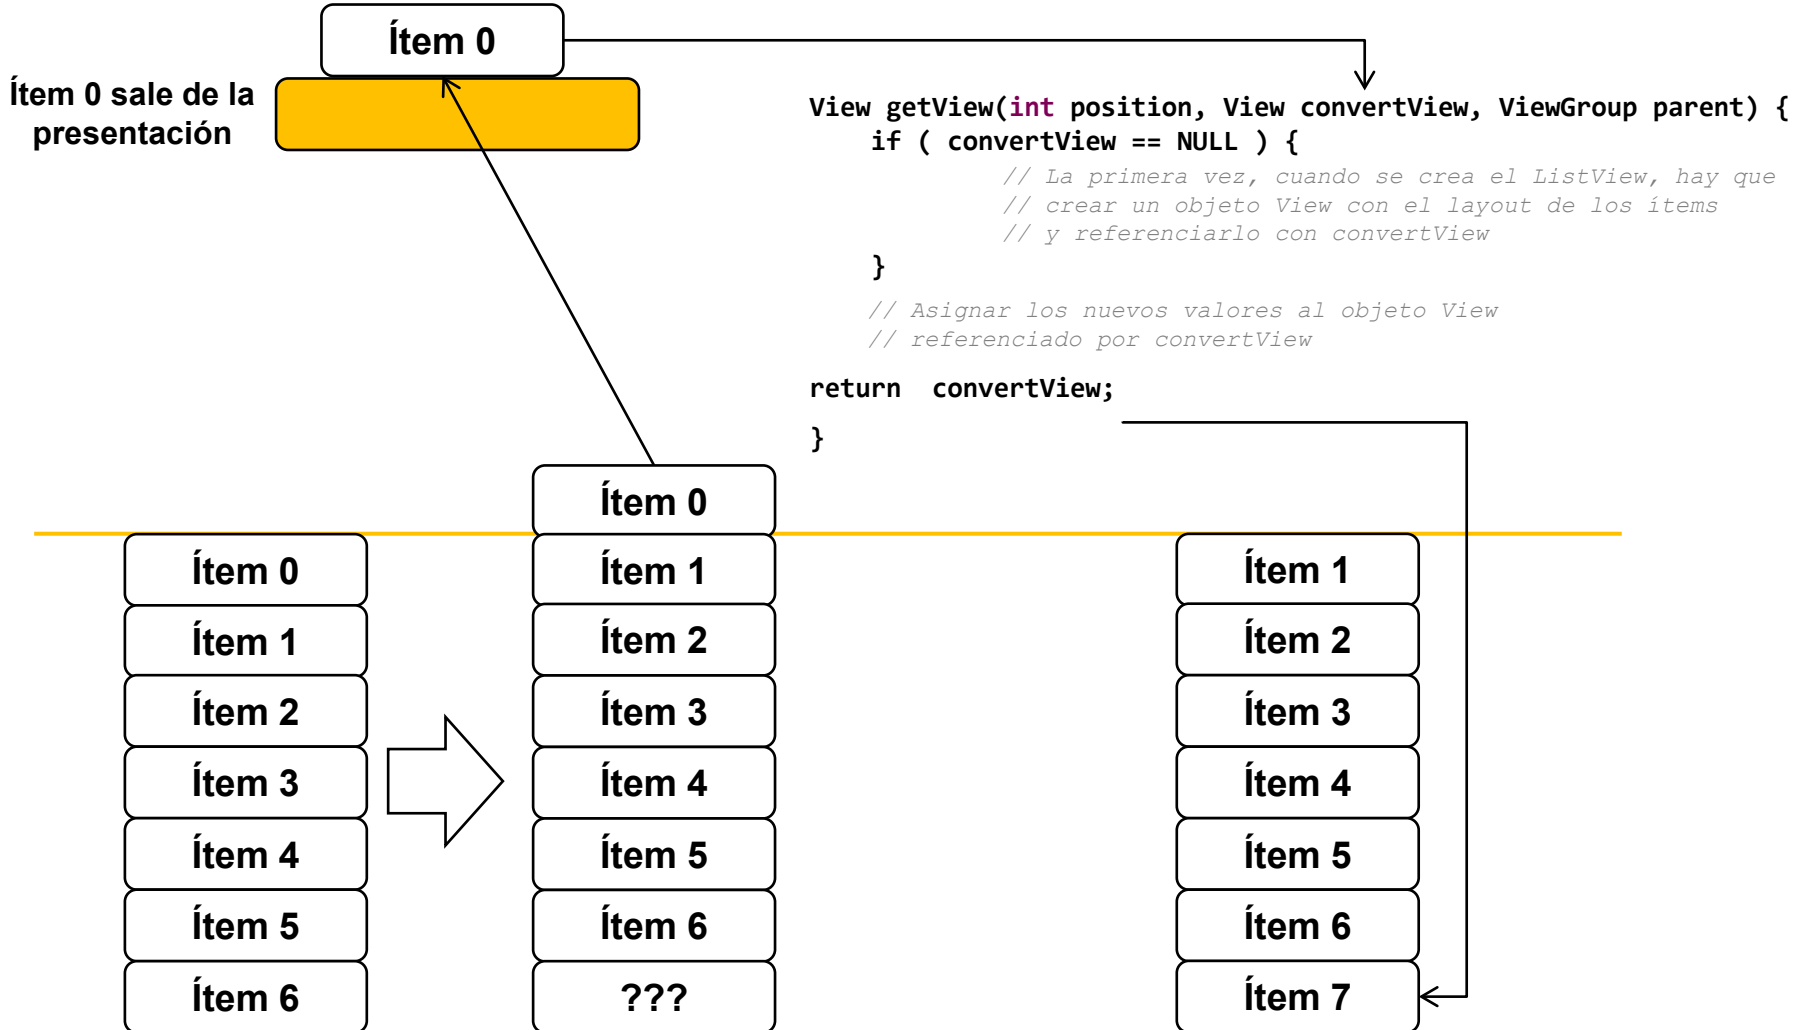 Ítem 0
Ítem 0 sale de la
presentación
View getView(int position, View convertView, ViewGroup parent) {
if ( convertView == NULL ) {
// La primera vez, cuando se crea el ListView, hay que
// crear un objeto View con el layout de los ítems
// y referenciarlo con convertView
}
// Asignar los nuevos valores al objeto View
// referenciado por convertView
return convertView;
}
Ítem 0
Ítem 1
Ítem 2
Ítem 3
Ítem 4
Ítem 5
Ítem 6
Ítem 0
Ítem 1
Ítem 2
Ítem 3
Ítem 4
Ítem 5
Ítem 6
???
Ítem 1
Ítem 2
Ítem 3
Ítem 4
Ítem 5
Ítem 6
Ítem 7